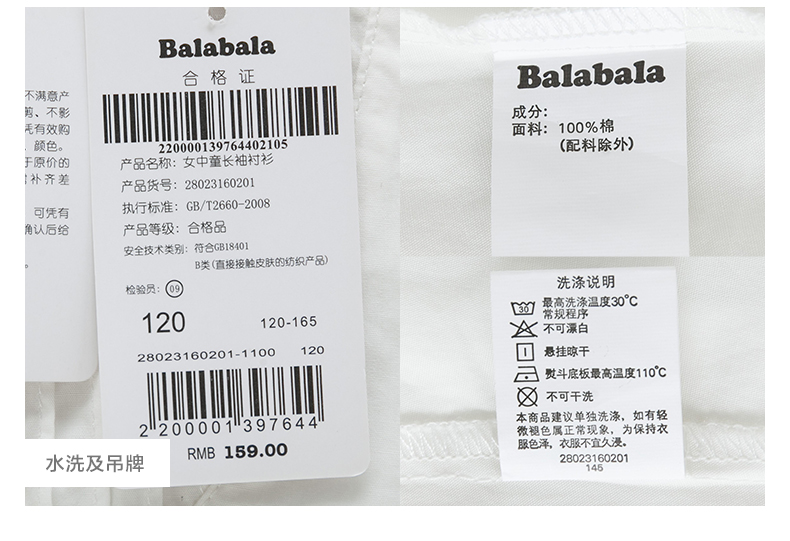 不满意产
剪、不影
凭有效购
颜色。
于原价的
时补齐差
可凭有
确认后给
Balabala
合格证
220000139764402105
产品名称: 女中童长袖衬衫
产品货号: 28023160201
执行标准: GB/T2660-2008
产品等级: 合格品
安全技术类别: 符合GB18401
B类(直接接触皮肤的纺织产品)
检验员: 09
120 120-165
28023160201-1100 120
2 200001 397644
RMB 159.00
水洗及吊牌
Balabala
成分:
面料: 100%棉
(配料除外)
洗涤说明
30 最高洗涤温度30℃
常规程序
不可漂白
悬挂晾干
熨斗底板最高温度110℃
不可干洗
本商品建议单独洗涤，如有轻
微褪色属正常现象，为保持衣
服色泽，衣服不宜久浸。
28023160201
145